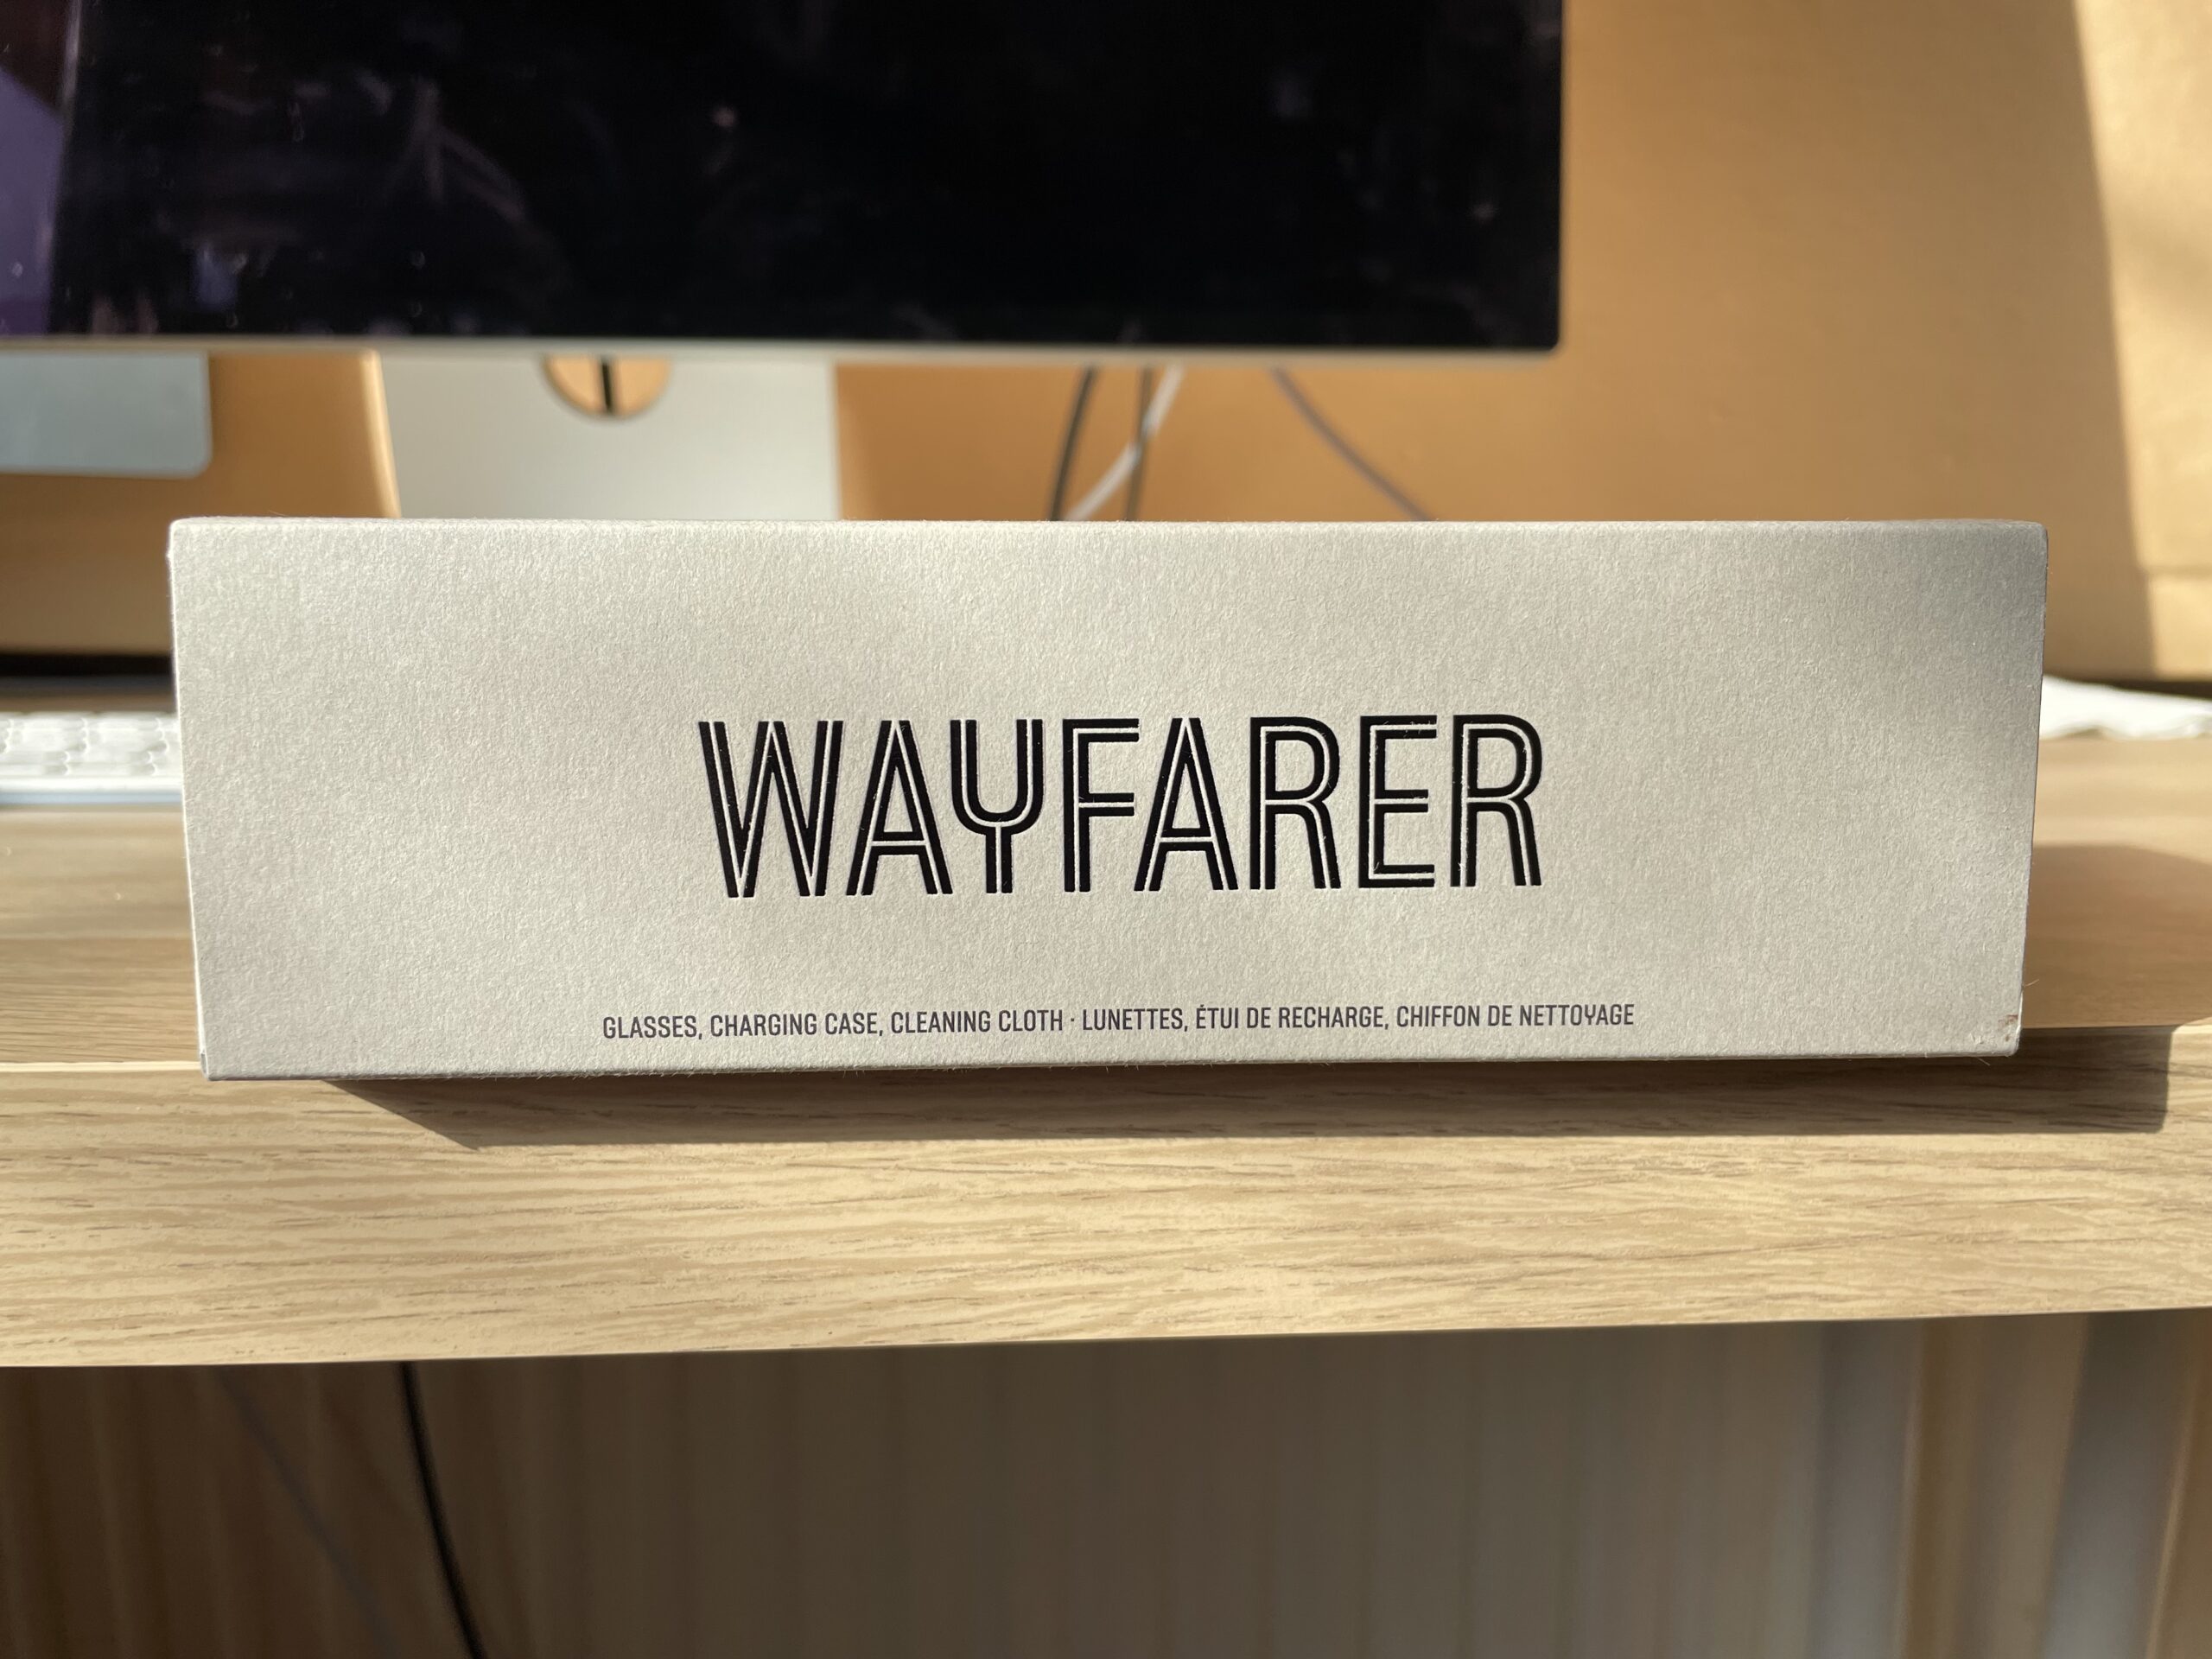 WAYFARER
GLASSES, CHARGING CASE, CLEANING CLOTH · LUNETTES, ÉTUI DE RECHARGE, CHIFFON DE NETTOYAGE